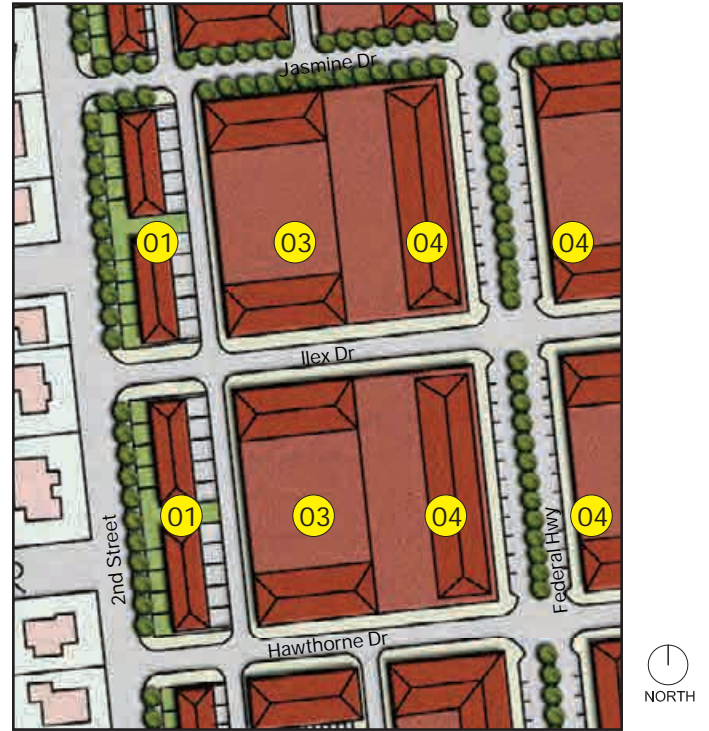 Jasmine Dr
01
03
04
04
Ilex Dr
01
03
04
04
2nd Street
Federal Hwy
Hawthorne Dr
NORTH